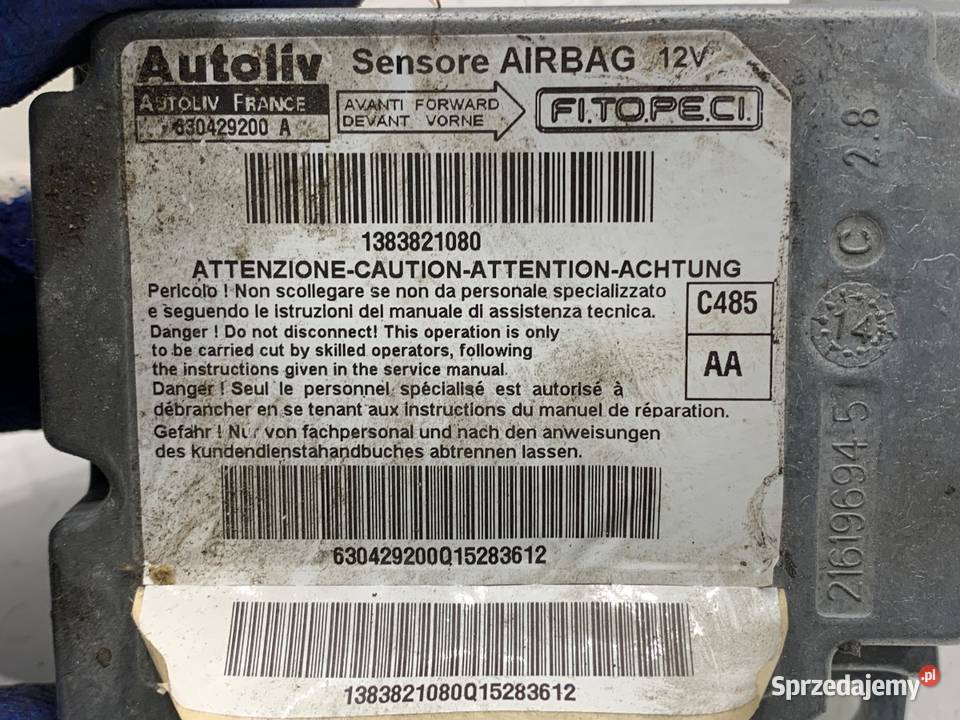 Autoliv Sensore AIRBAG 12V
AUTOLIV FRANCE
630429200 A
AVANTI FORWARD
DEVANT VORNE
FI.TO.PE.CI.
1383821080
ATTENZIONE-CAUTION-ATTENTION-ACHTUNG
Pericolo ! Non scollegare se non da personale specializzato
e seguendo le istruzioni del manuale di assistenza tecnica.
Danger ! Do not disconnect! This operation is only
to be carried cut by skilled operators, following
the instructions given in the service manual.
Danger ! Seul le personnel spécialisé est autorisé à
débrancher en se tenant aux instructions du manuel de réparation.
Gefahr ! Nur von fachpersonal und nach den anweisungen
des kundendlenstahandbuches abtrennen lassen.
C485
AA
630429200Q15283612
1383821080Q15283612
C 2.8
14
216196945
Sprzedajemy.pl